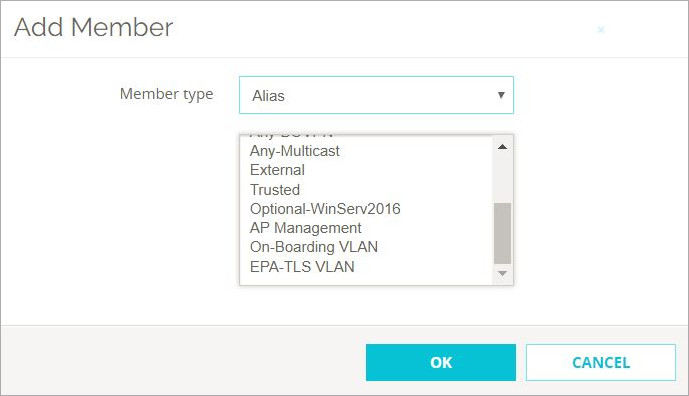 Add Member
×
Member type
Alias
Any-Multicast
External
Trusted
Optional-WinServ2016
AP Management
On-Boarding VLAN
EPA-TLS VLAN
OK
CANCEL